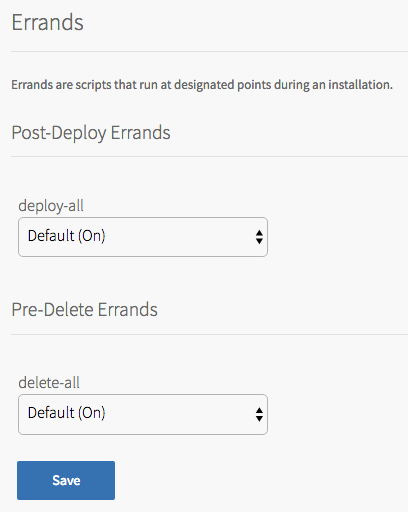 Errands
Errands are scripts that run at designated points during an installation.
Post-Deploy Errands
deploy-all
Default (On)
Pre-Delete Errands
delete-all
Default (On)
Save